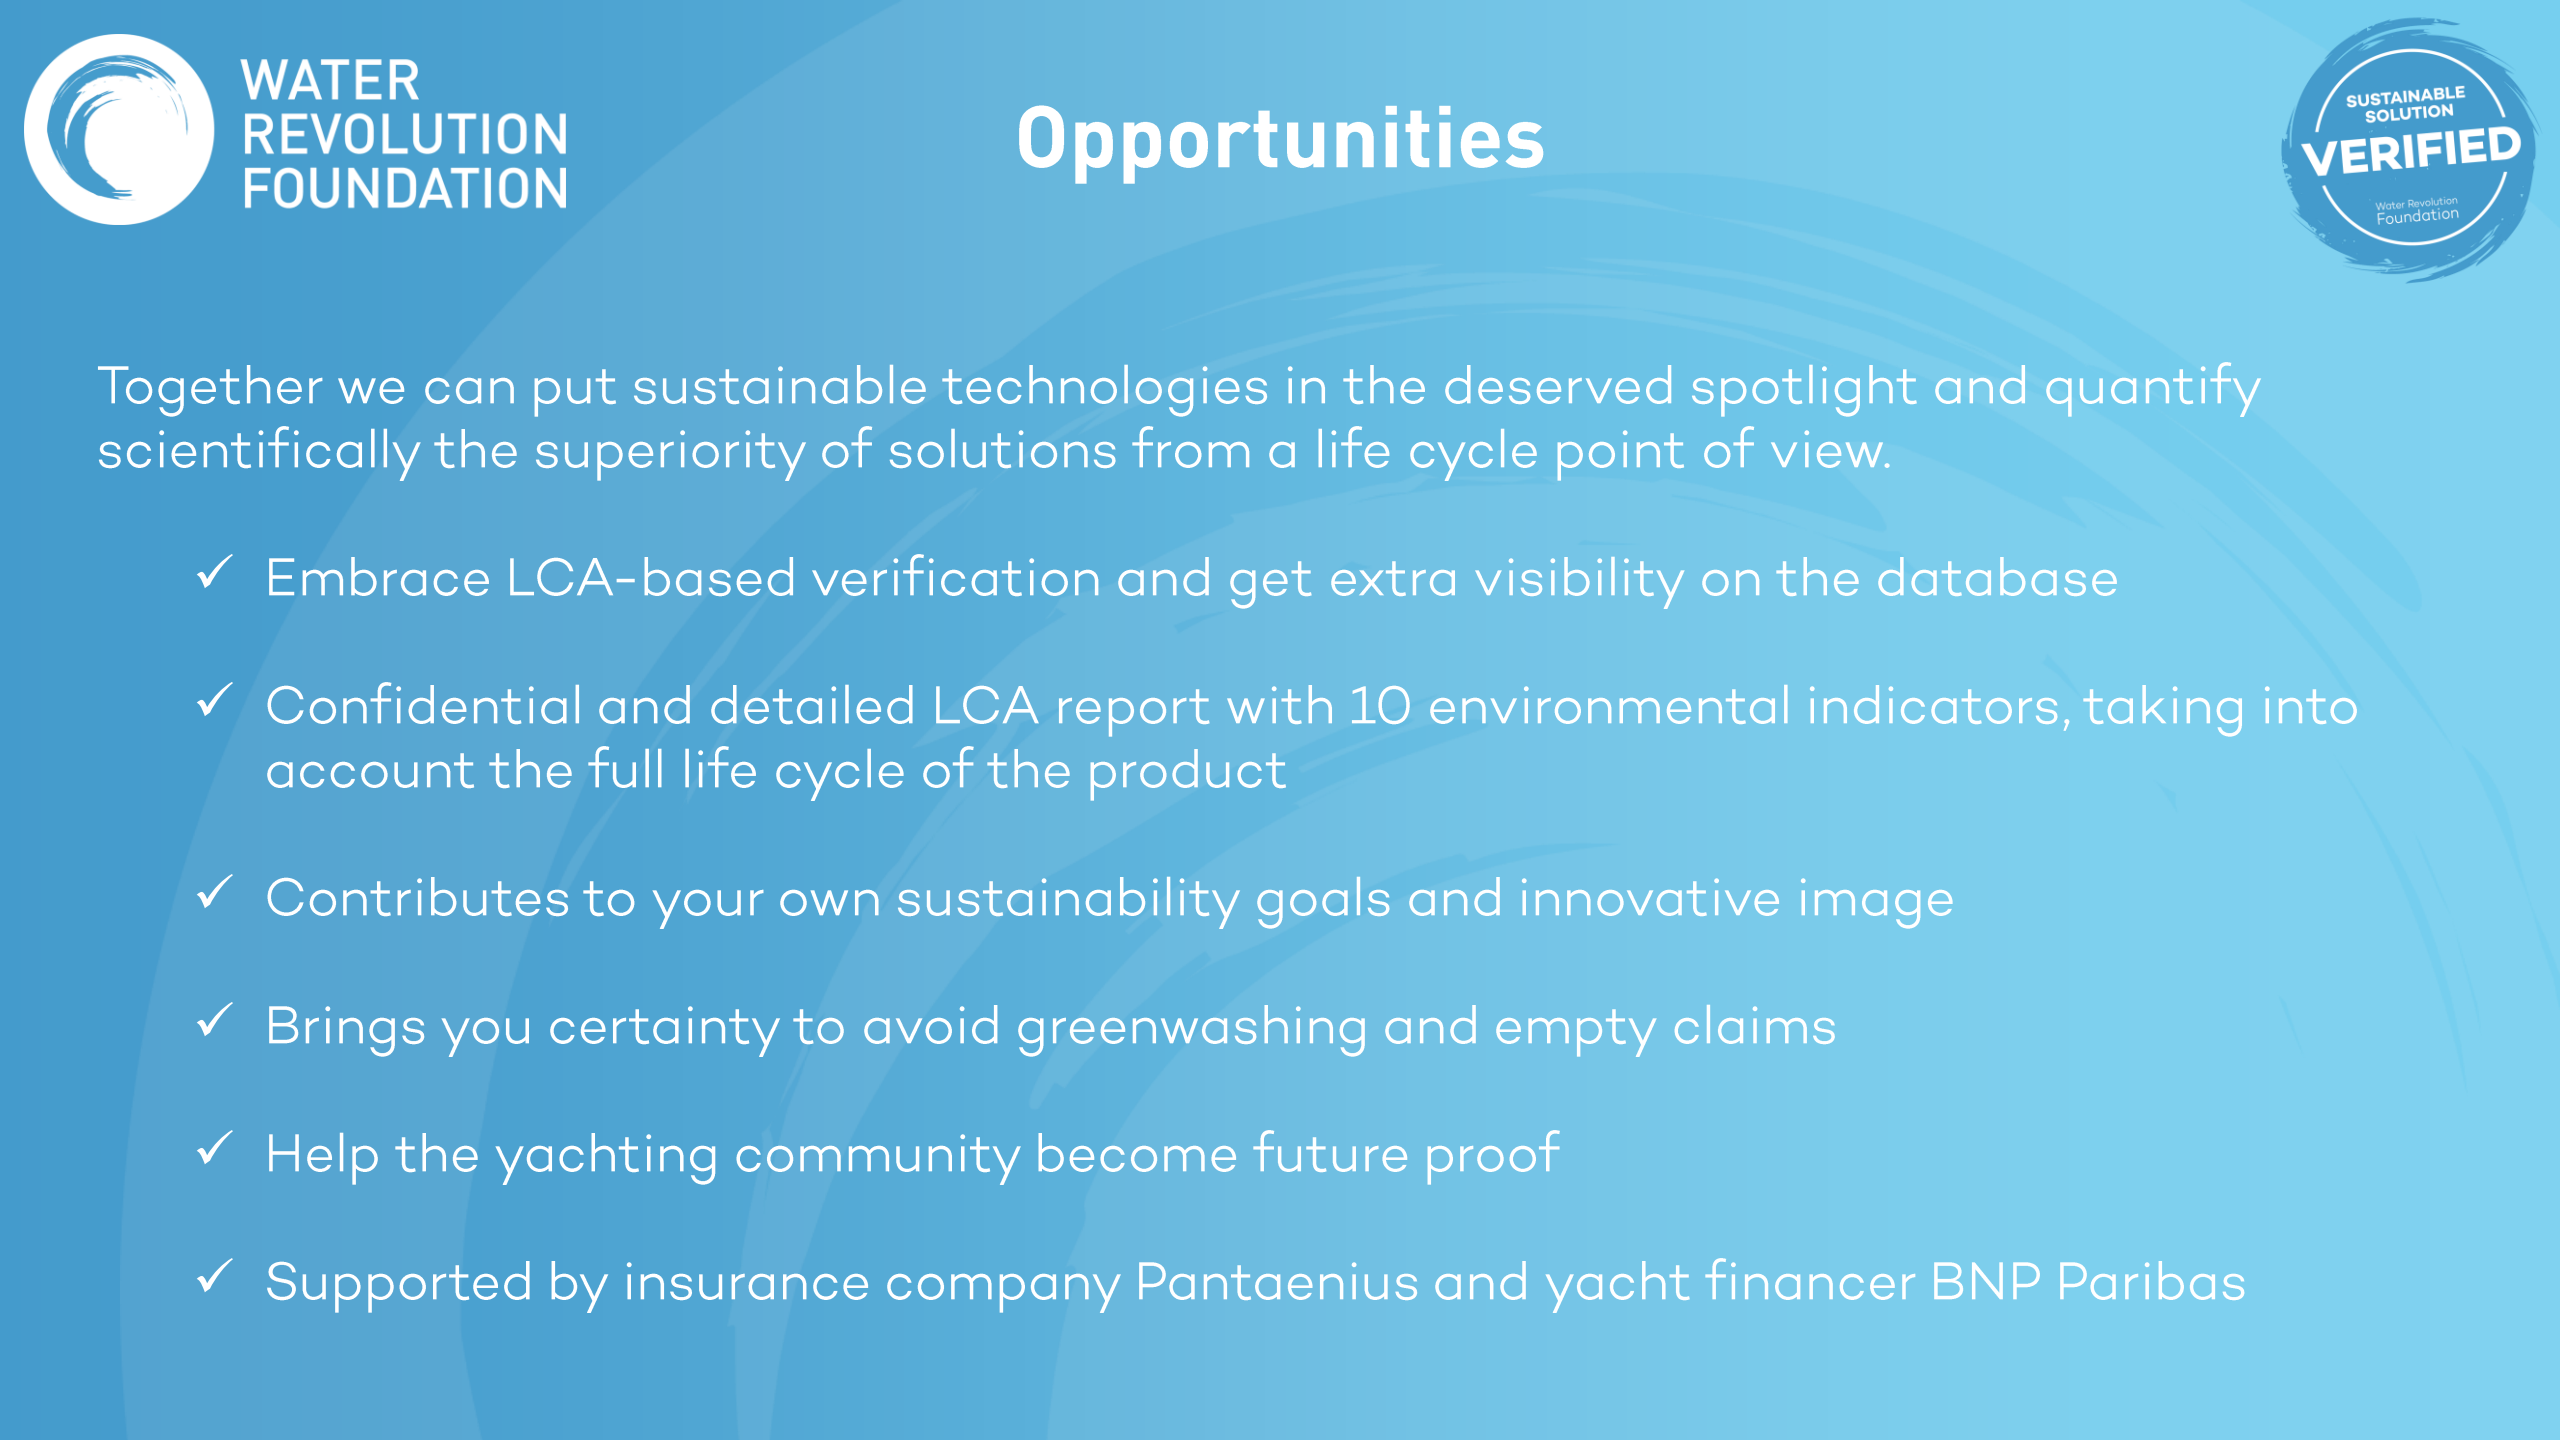 WATER
REVOLUTION
FOUNDATION
Opportunities
SUSTAINABLE
SOLUTION
VERIFIED
Water Revolution
Foundation
Together we can put sustainable technologies in the deserved spotlight and quantify
scientifically the superiority of solutions from a life cycle point of view.
✓ Embrace LCA-based verification and get extra visibility on the database
✓ Confidential and detailed LCA report with 10 environmental indicators, taking into
account the full life cycle of the product
✓ Contributes to your own sustainability goals and innovative image
✓ Brings you certainty to avoid greenwashing and empty claims
✓ Help the yachting community become future proof
✓ Supported by insurance company Pantaenius and yacht financer BNP Paribas